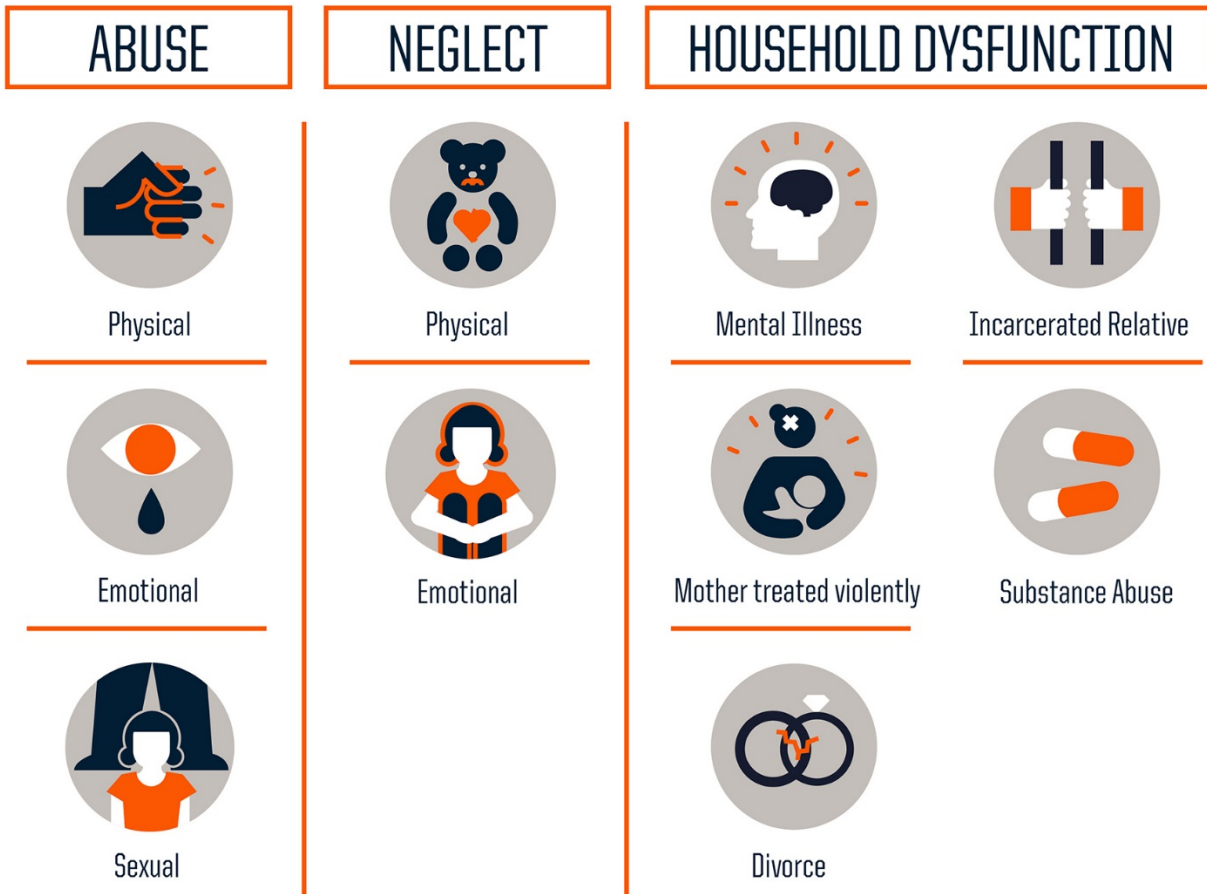 ABUSE
Physical
Emotional
Sexual
NEGLECT
Physical
Emotional
HOUSEHOLD DYSFUNCTION
Mental Illness
Incarcerated Relative
Mother treated violently
Substance Abuse
Divorce